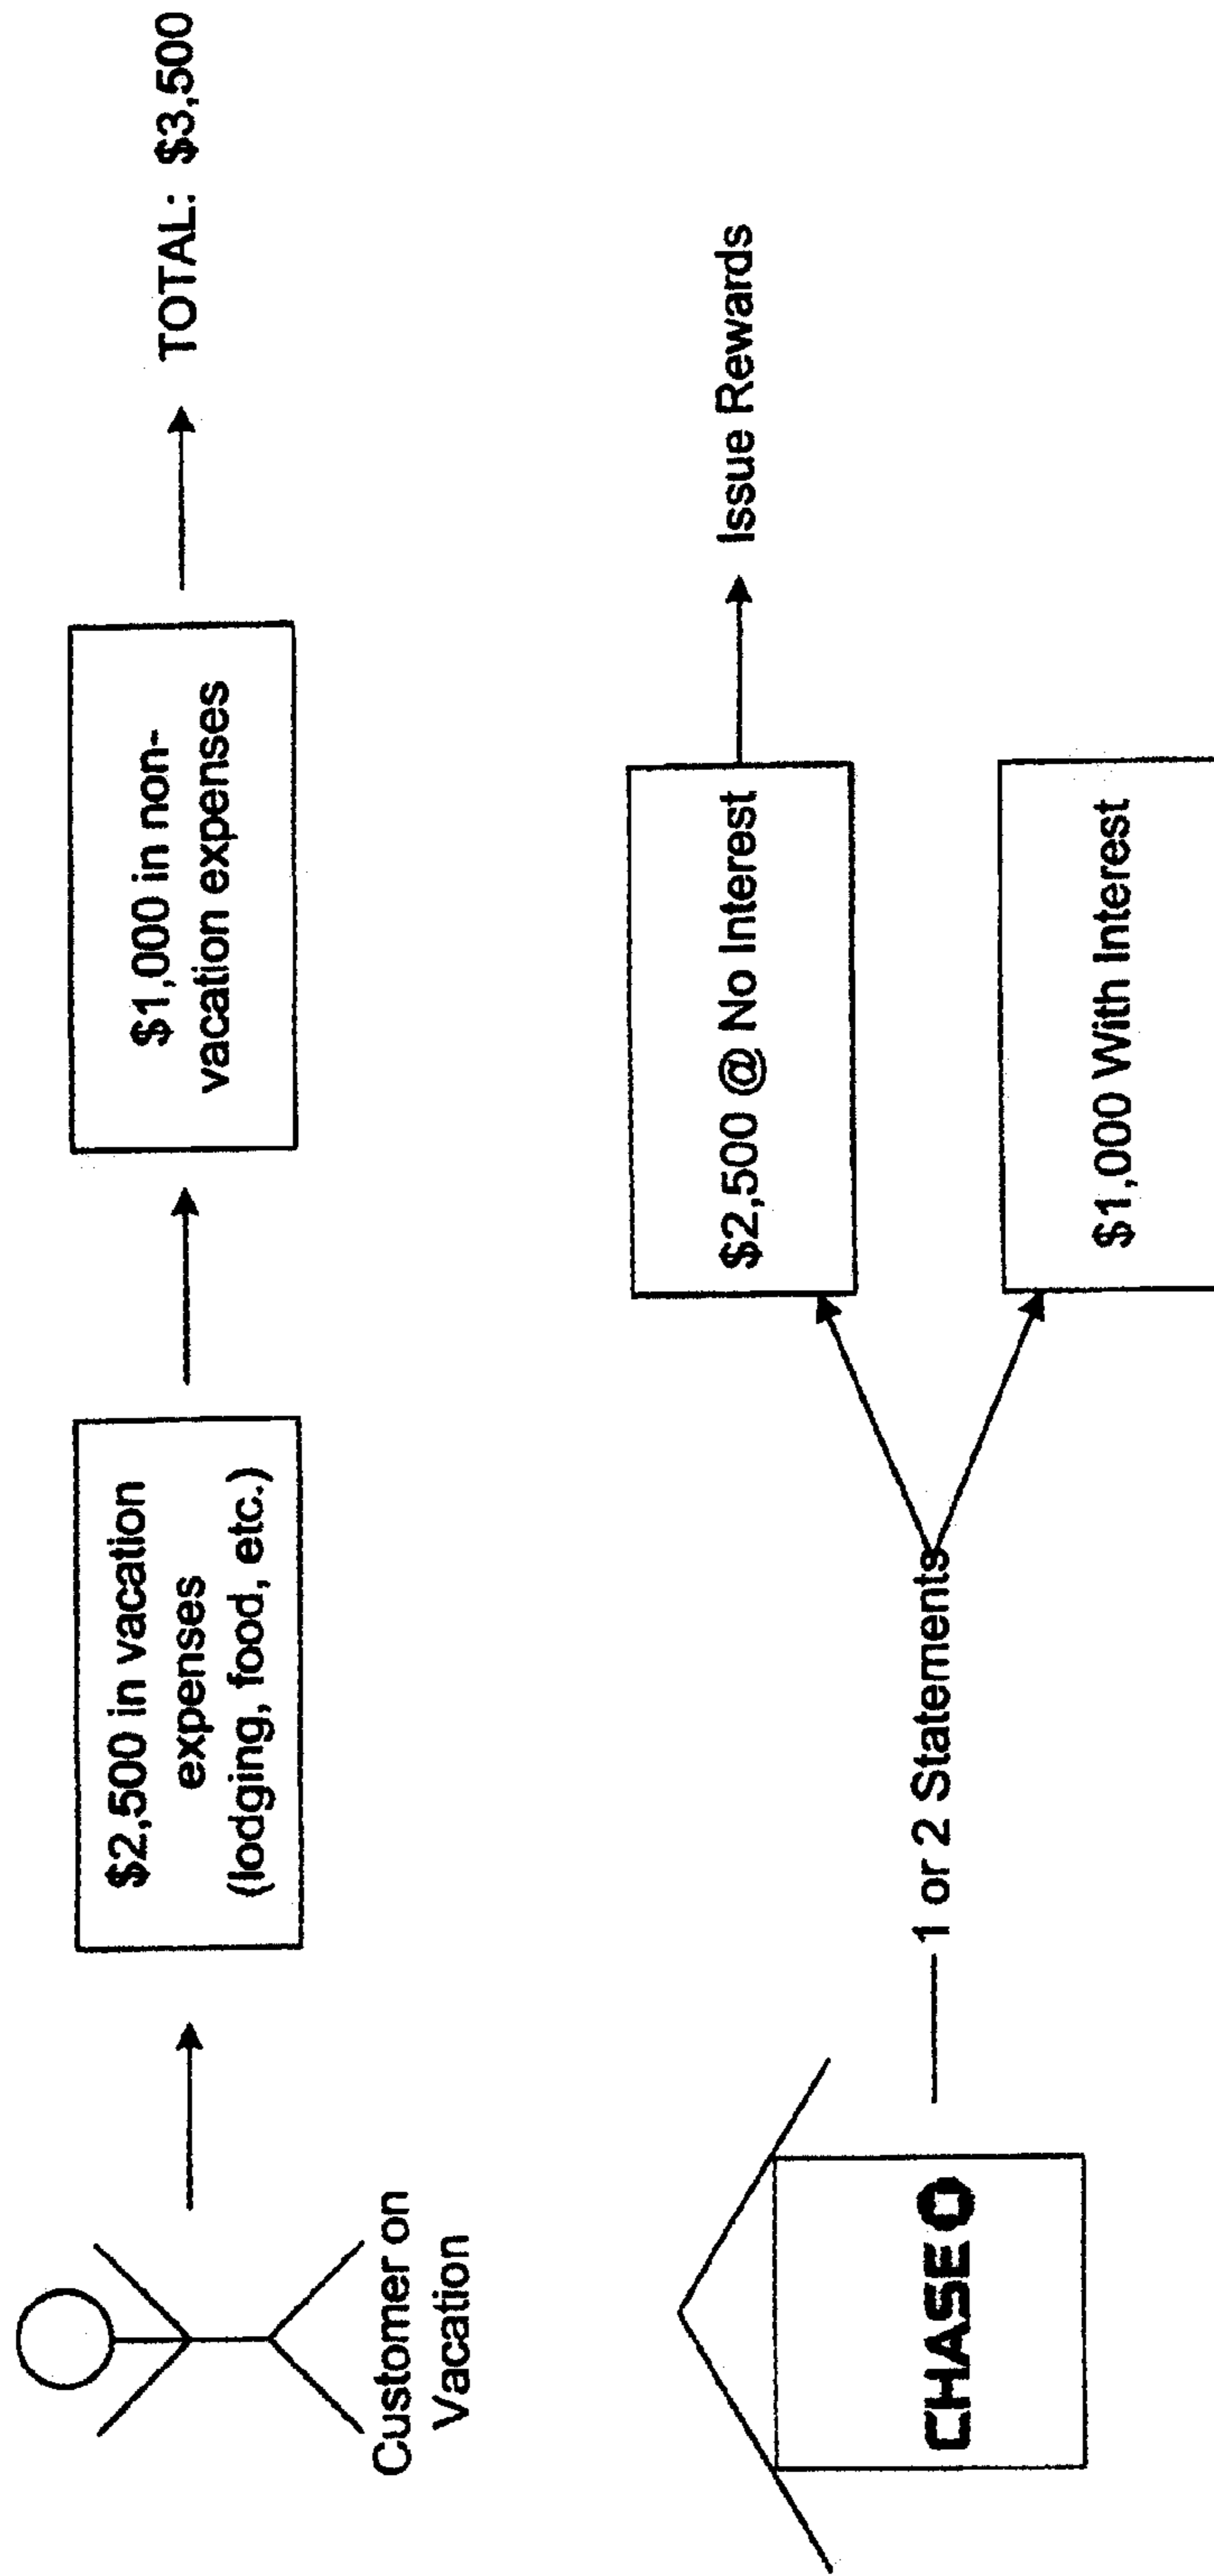 Customer on
Vacation
$2,500 in vacation
expenses
(lodging, food, etc.)
$1,000 in non-
vacation expenses
TOTAL: $3,500
CHASE
1 or 2 Statements
$2,500 @ No Interest
Issue Rewards
$1,000 With Interest